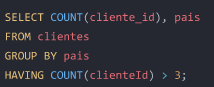 SELECT COUNT(cliente_id), pais
FROM clientes
GROUP BY pais
HAVING COUNT(clienteId) > 3;